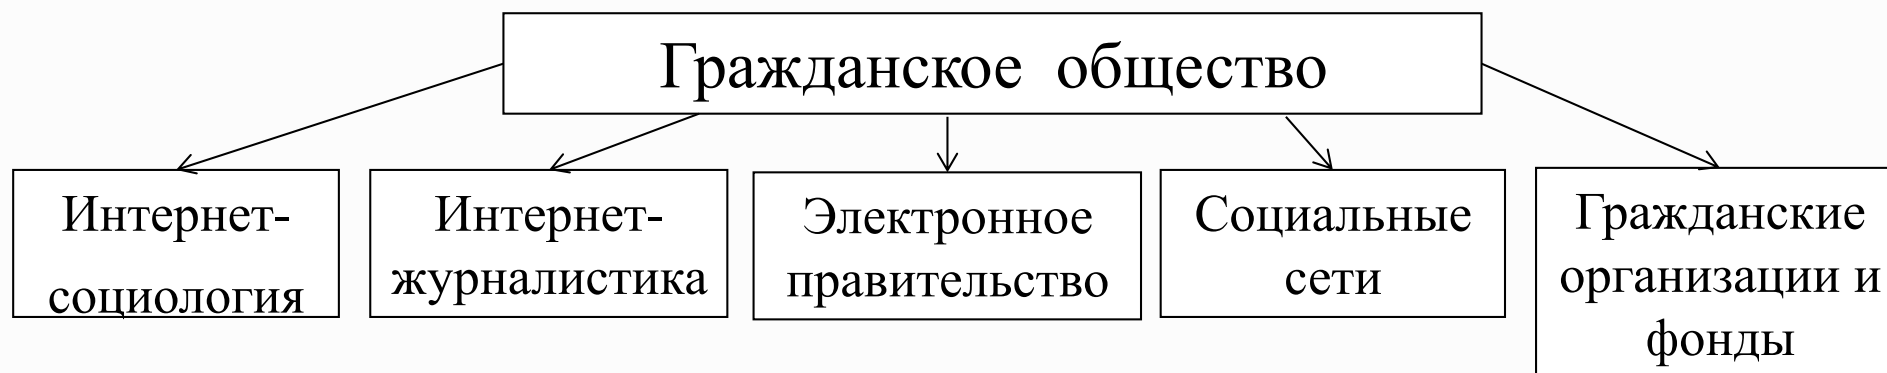 Гражданское общество
Интернет-
социология
Интернет-
журналистика
Электронное
правительство
Социальные
сети
Гражданские
организации и
фонды